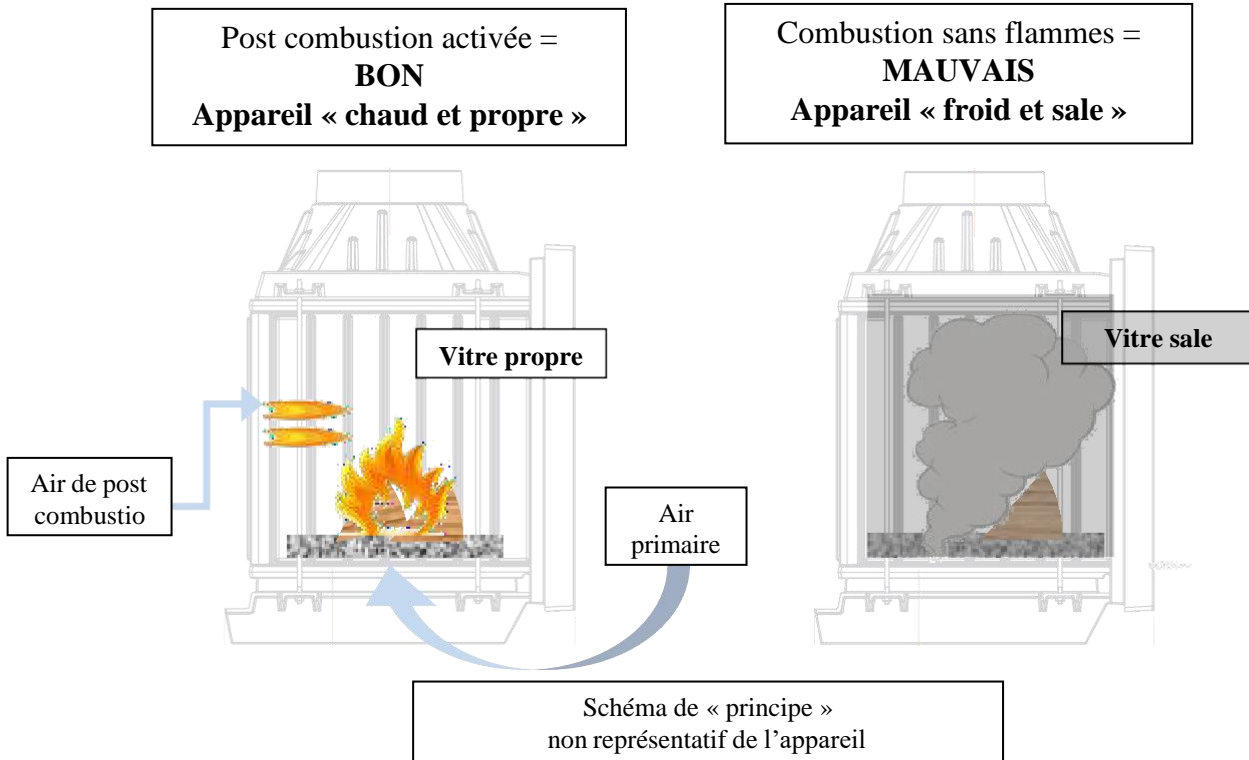 Post combustion activée =
BON
Appareil « chaud et propre »
Combustion sans flammes =
MAUVAIS
Appareil « froid et sale »
Vitre propre
Vitre sale
Air de post
combustio
Air
primaire
Schéma de « principe »
non représentatif de l’appareil